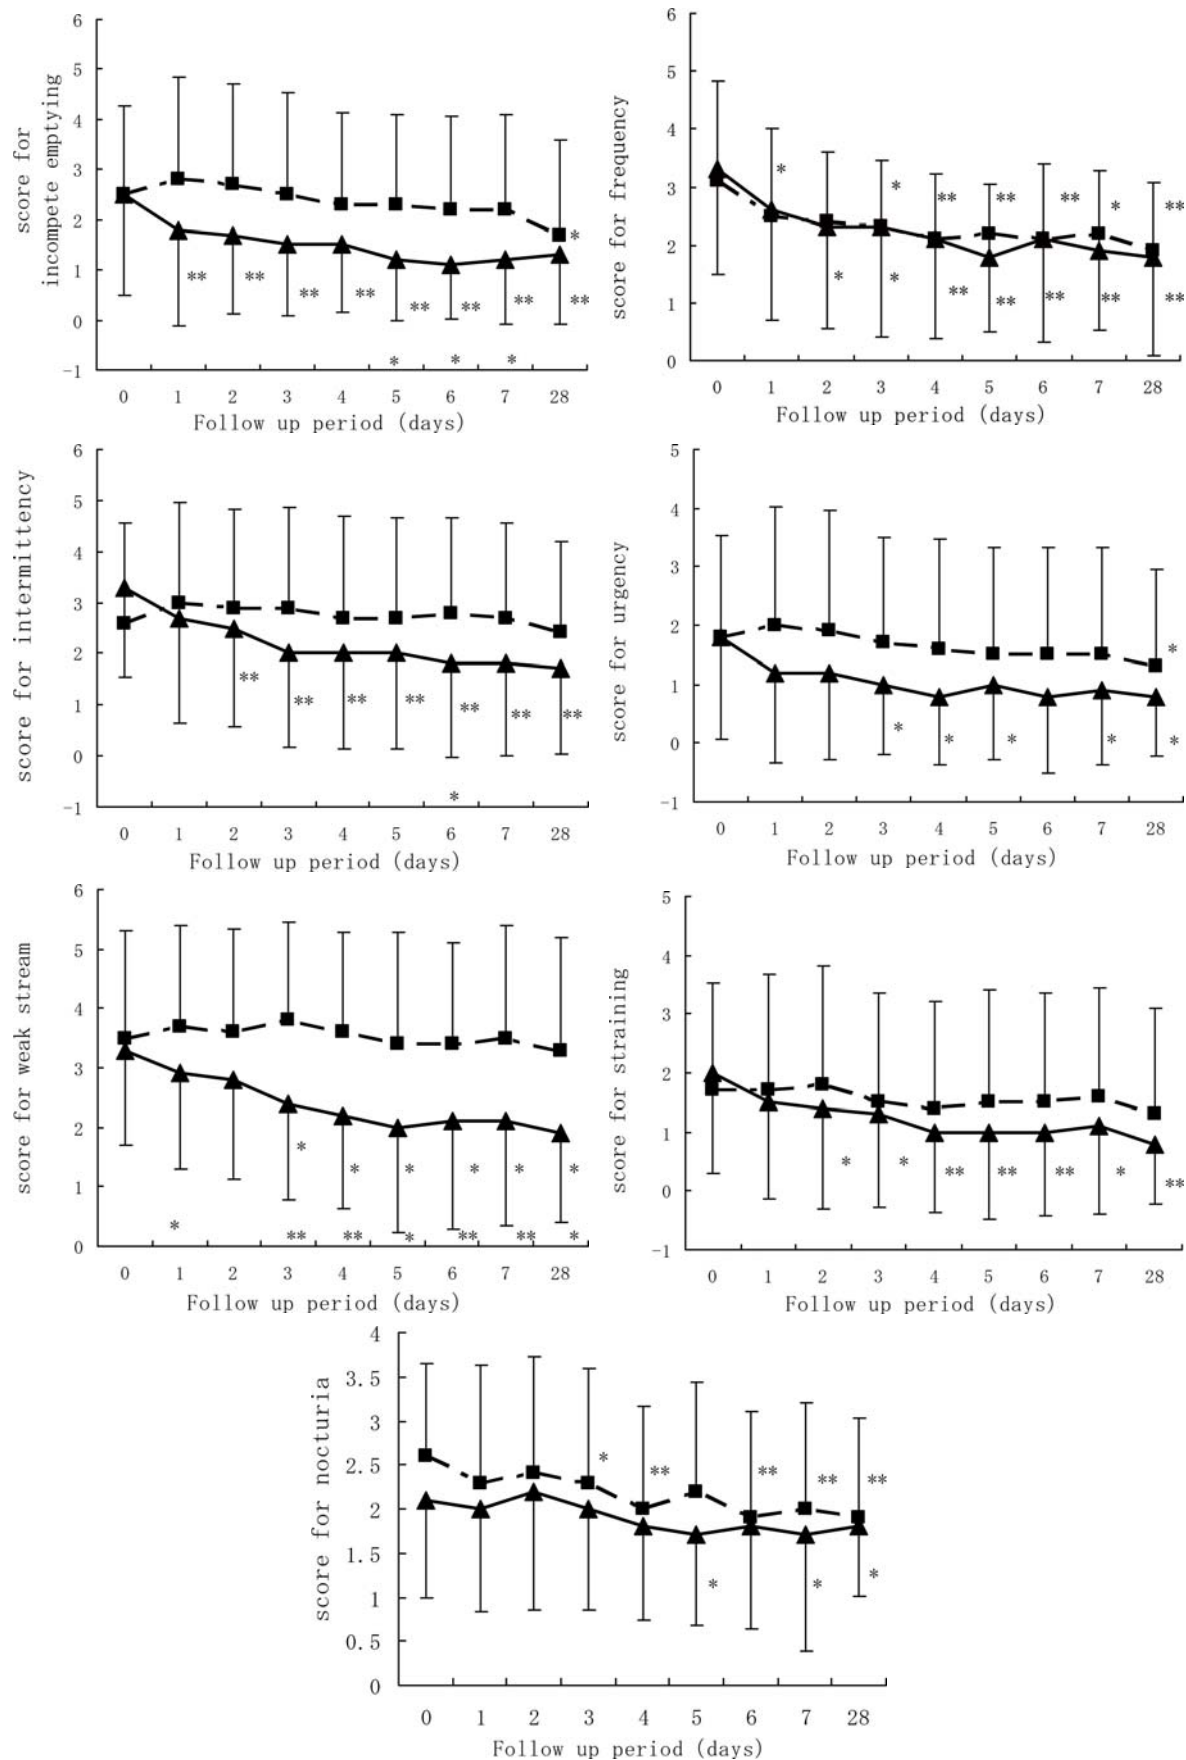 score for
incompete emptying
6
5
4
3
2
1
0
-1
** ** ** ** ** ** ** **
*
* * *
0 1 2 3 4 5 6 7 28
Follow up period (days)
score for frequency
6
5
4
3
2
1
0
* * ** ** ** * **
* * ** ** ** ** **
0 1 2 3 4 5 6 7 28
Follow up period (days)
score for intermittency
6
5
4
3
2
1
0
-1
** ** ** ** ** ** **
*
0 1 2 3 4 5 6 7 28
Follow up period (days)
score for urgency
5
4
3
2
1
0
-1
*
* * * * *
0 1 2 3 4 5 6 7 28
Follow up period (days)
score for weak stream
6
5
4
3
2
1
0
* * * * * *
* ** ** * ** ** *
0 1 2 3 4 5 6 7 28
Follow up period (days)
score for straining
5
4
3
2
1
0
-1
* * ** ** ** * **
0 1 2 3 4 5 6 7 28
Follow up period (days)
score for nocturia
4
3.5
3
2.5
2
1.5
1
0.5
0
* ** ** ** **
* * *
0 1 2 3 4 5 6 7 28
Follow up period (days)